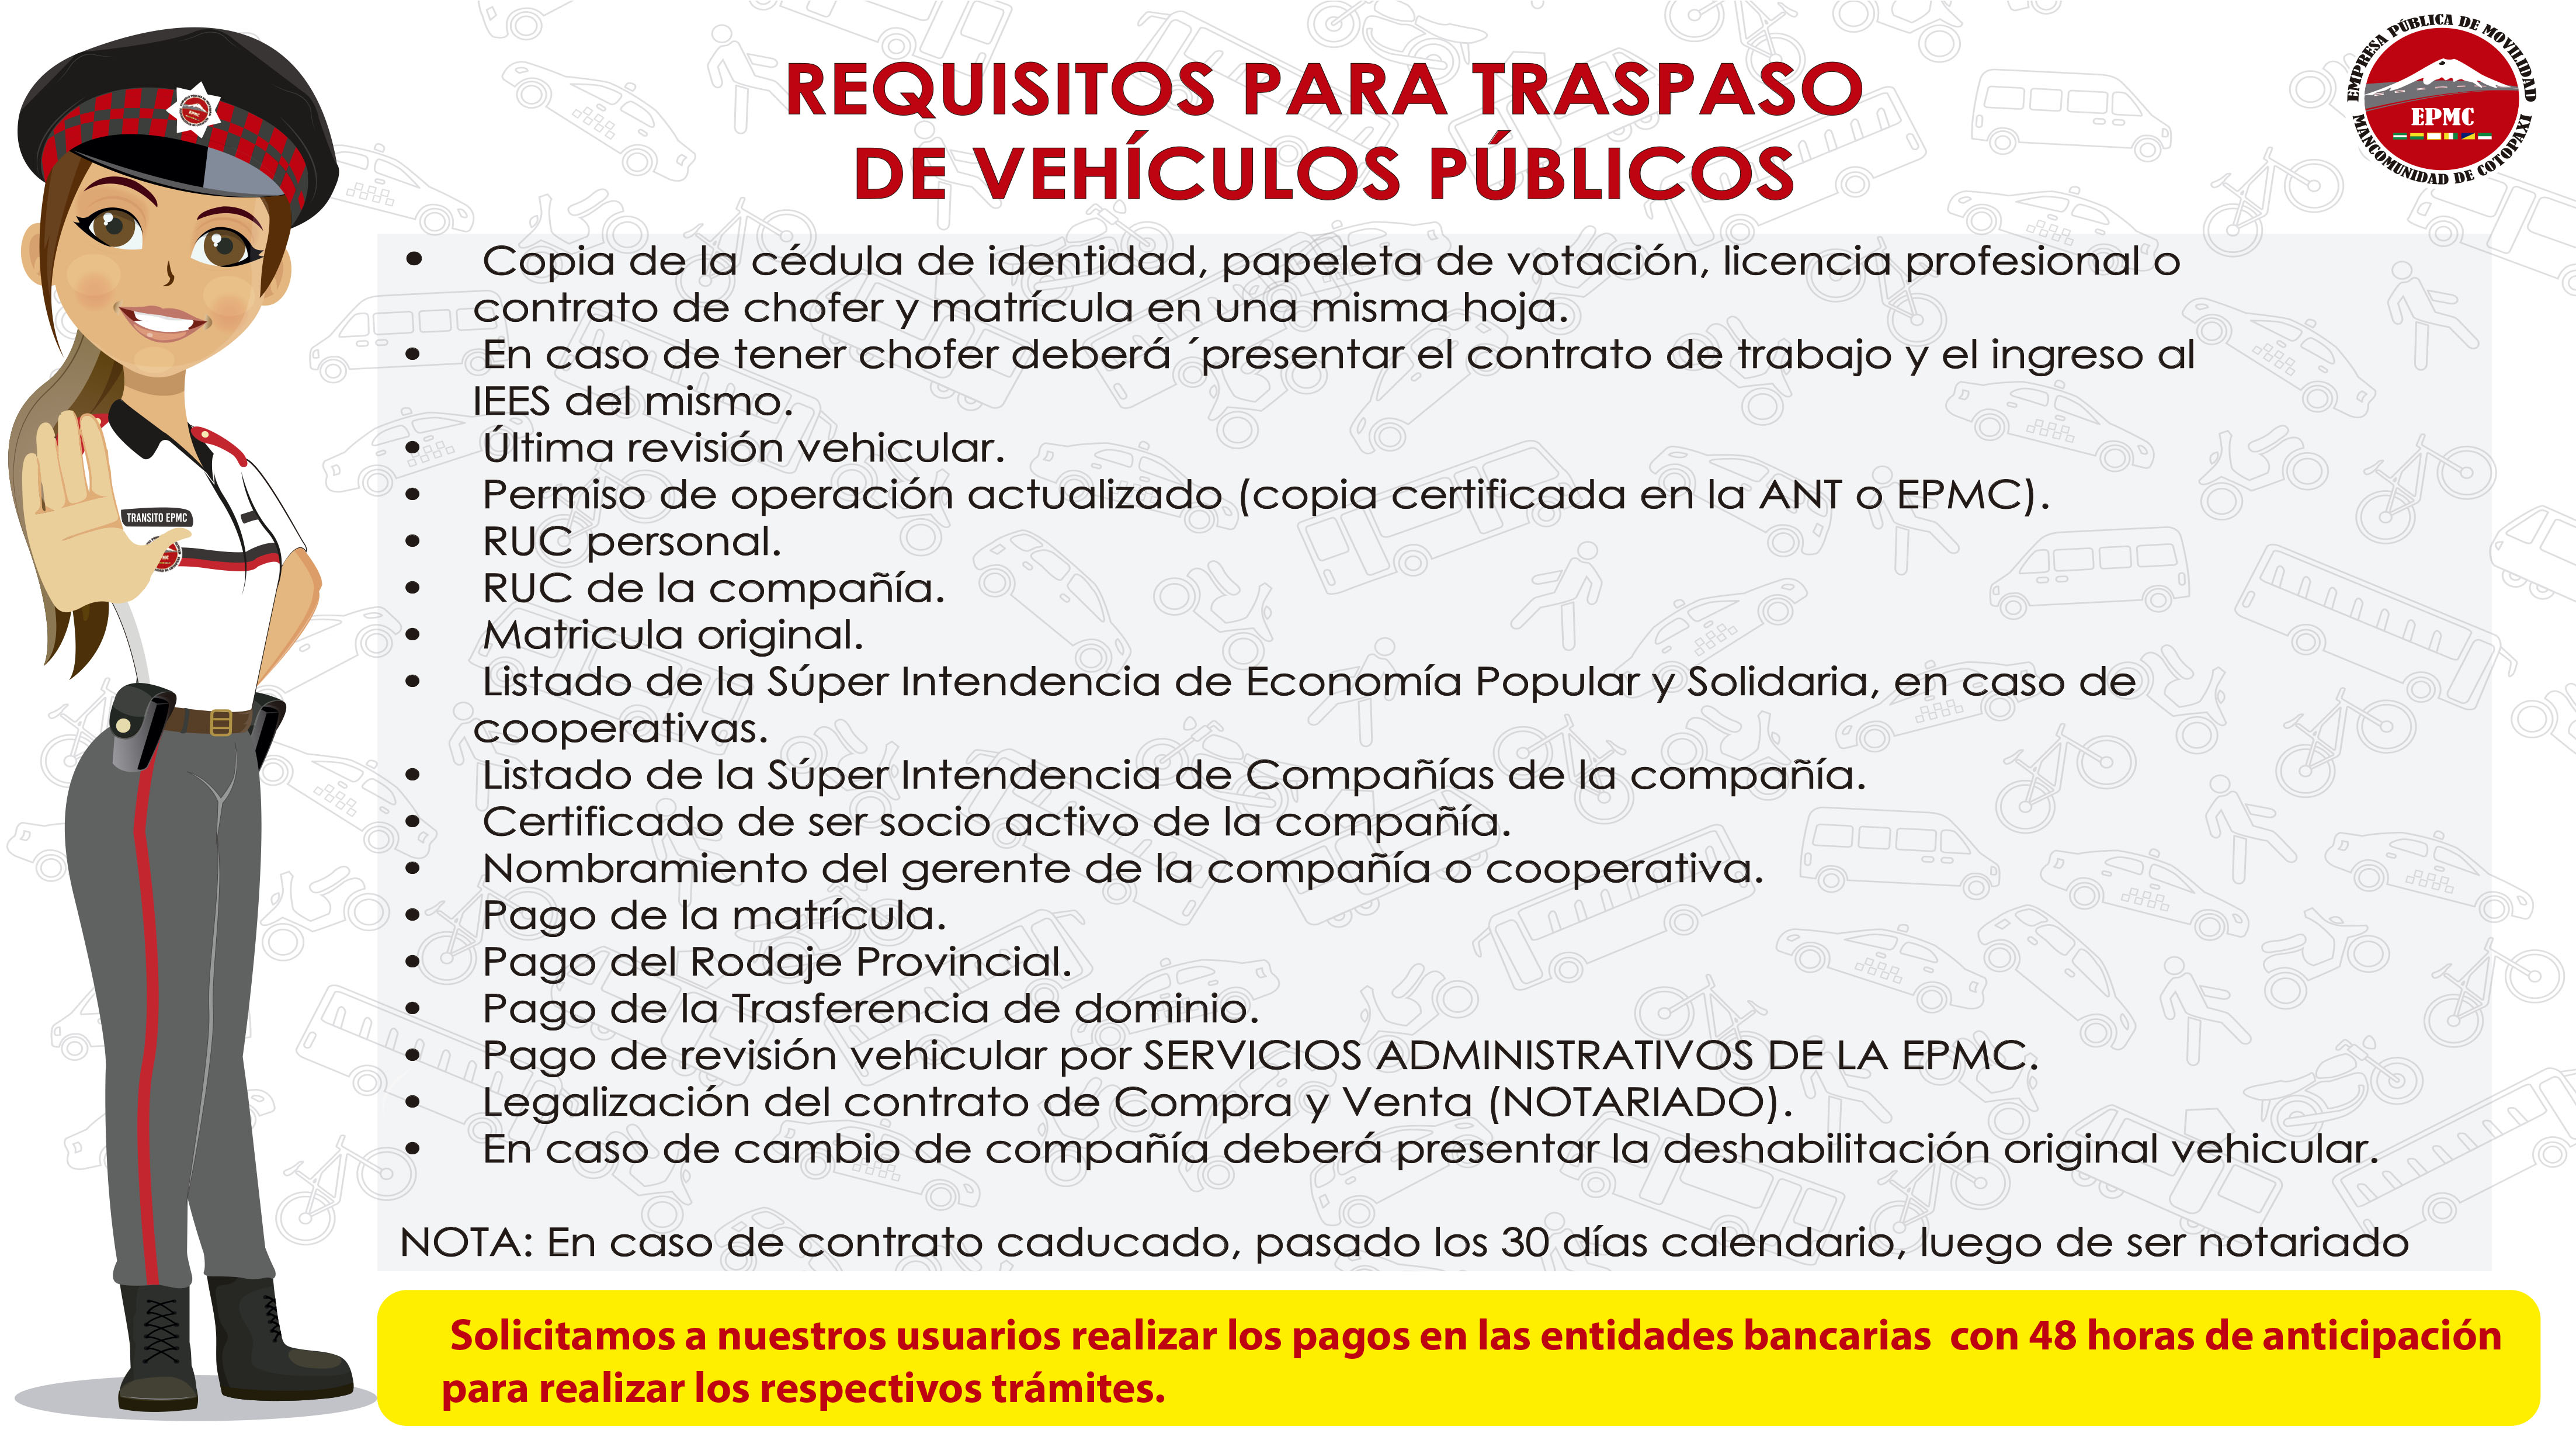 REQUISITOS PARA TRASPASO
DE VEHÍCULOS PÚBLICOS
EMPRESA PÚBLICA DE MOVILIDAD
EPMC
MANCOMUNIDAD DE COTOPAXI
• Copia de la cédula de identidad, papeleta de votación, licencia profesional o
contrato de chofer y matrícula en una misma hoja.
• En caso de tener chofer deberá ´presentar el contrato de trabajo y el ingreso al
IEES del mismo.
• Última revisión vehicular.
• Permiso de operación actualizado (copia certificada en la ANT o EPMC).
• RUC personal.
• RUC de la compañía.
• Matricula original.
• Listado de la Súper Intendencia de Economía Popular y Solidaria, en caso de
cooperativas.
• Listado de la Súper Intendencia de Compañías de la compañía.
• Certificado de ser socio activo de la compañía.
• Nombramiento del gerente de la compañía o cooperativa.
• Pago de la matrícula.
• Pago del Rodaje Provincial.
• Pago de la Trasferencia de dominio.
• Pago de revisión vehicular por SERVICIOS ADMINISTRATIVOS DE LA EPMC.
• Legalización del contrato de Compra y Venta (NOTARIADO).
• En caso de cambio de compañía deberá presentar la deshabilitación original vehicular.
NOTA: En caso de contrato caducado, pasado los 30 días calendario, luego de ser notariado
Solicitamos a nuestros usuarios realizar los pagos en las entidades bancarias con 48 horas de anticipación
para realizar los respectivos trámites.
TRANSITO EPMC
EPMC